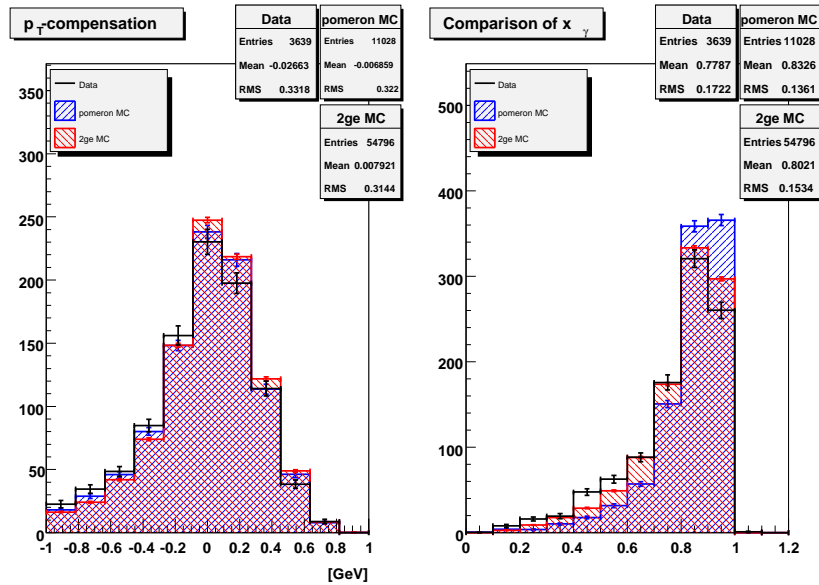 p T-compensation
Data
Entries 3639
Mean -0.02663
RMS 0.3318
pomeron MC
Entries 11028
Mean -0.006859
RMS 0.322
2ge MC
Entries 54796
Mean 0.007921
RMS 0.3144
Data
pomeron MC
2ge MC
350
300
250
200
150
100
50
0
-1 -0.8 -0.6 -0.4 -0.2 0 0.2 0.4 0.6 0.8 1
[GeV]
Comparison of x γ
Data
Entries 3639
Mean 0.7787
RMS 0.1722
pomeron MC
Entries 11028
Mean 0.8326
RMS 0.1361
2ge MC
Entries 54796
Mean 0.8021
RMS 0.1534
Data
pomeron MC
2ge MC
500
400
300
200
100
0
0 0.2 0.4 0.6 0.8 1 1.2